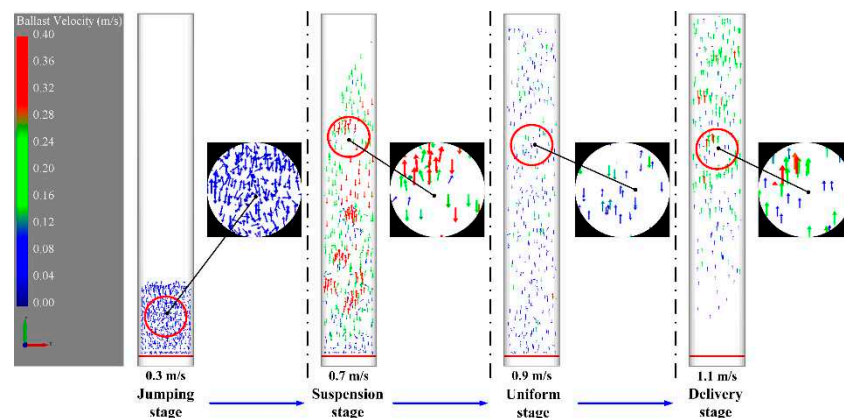 Ballast Velocity (m/s)
0.40
0.36
0.32
0.28
0.24
0.20
0.16
0.12
0.08
0.04
0.00
0.3 m/s
Jumping
stage
0.7 m/s
Suspension
stage
0.9 m/s
Uniform
stage
1.1 m/s
Delivery
stage